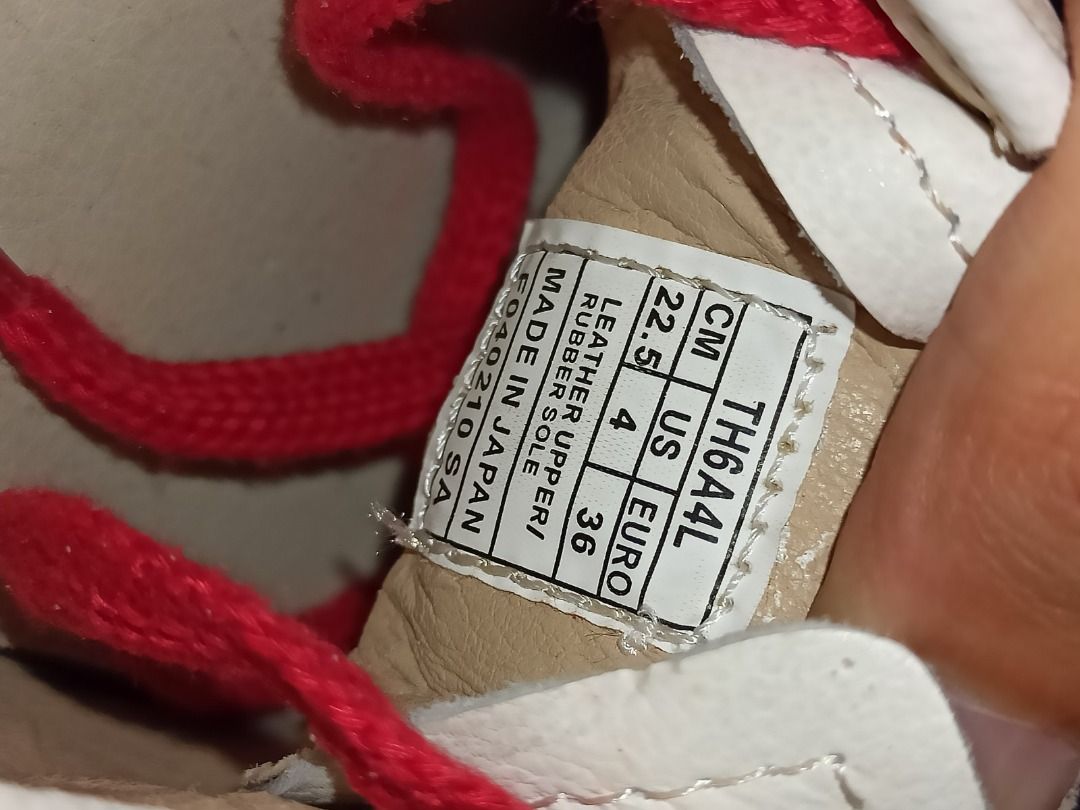 TH6A4L
CM US EURO
22.5 4 36
LEATHER UPPER/
RUBBER SOLE
MADE IN JAPAN
F040210 SA